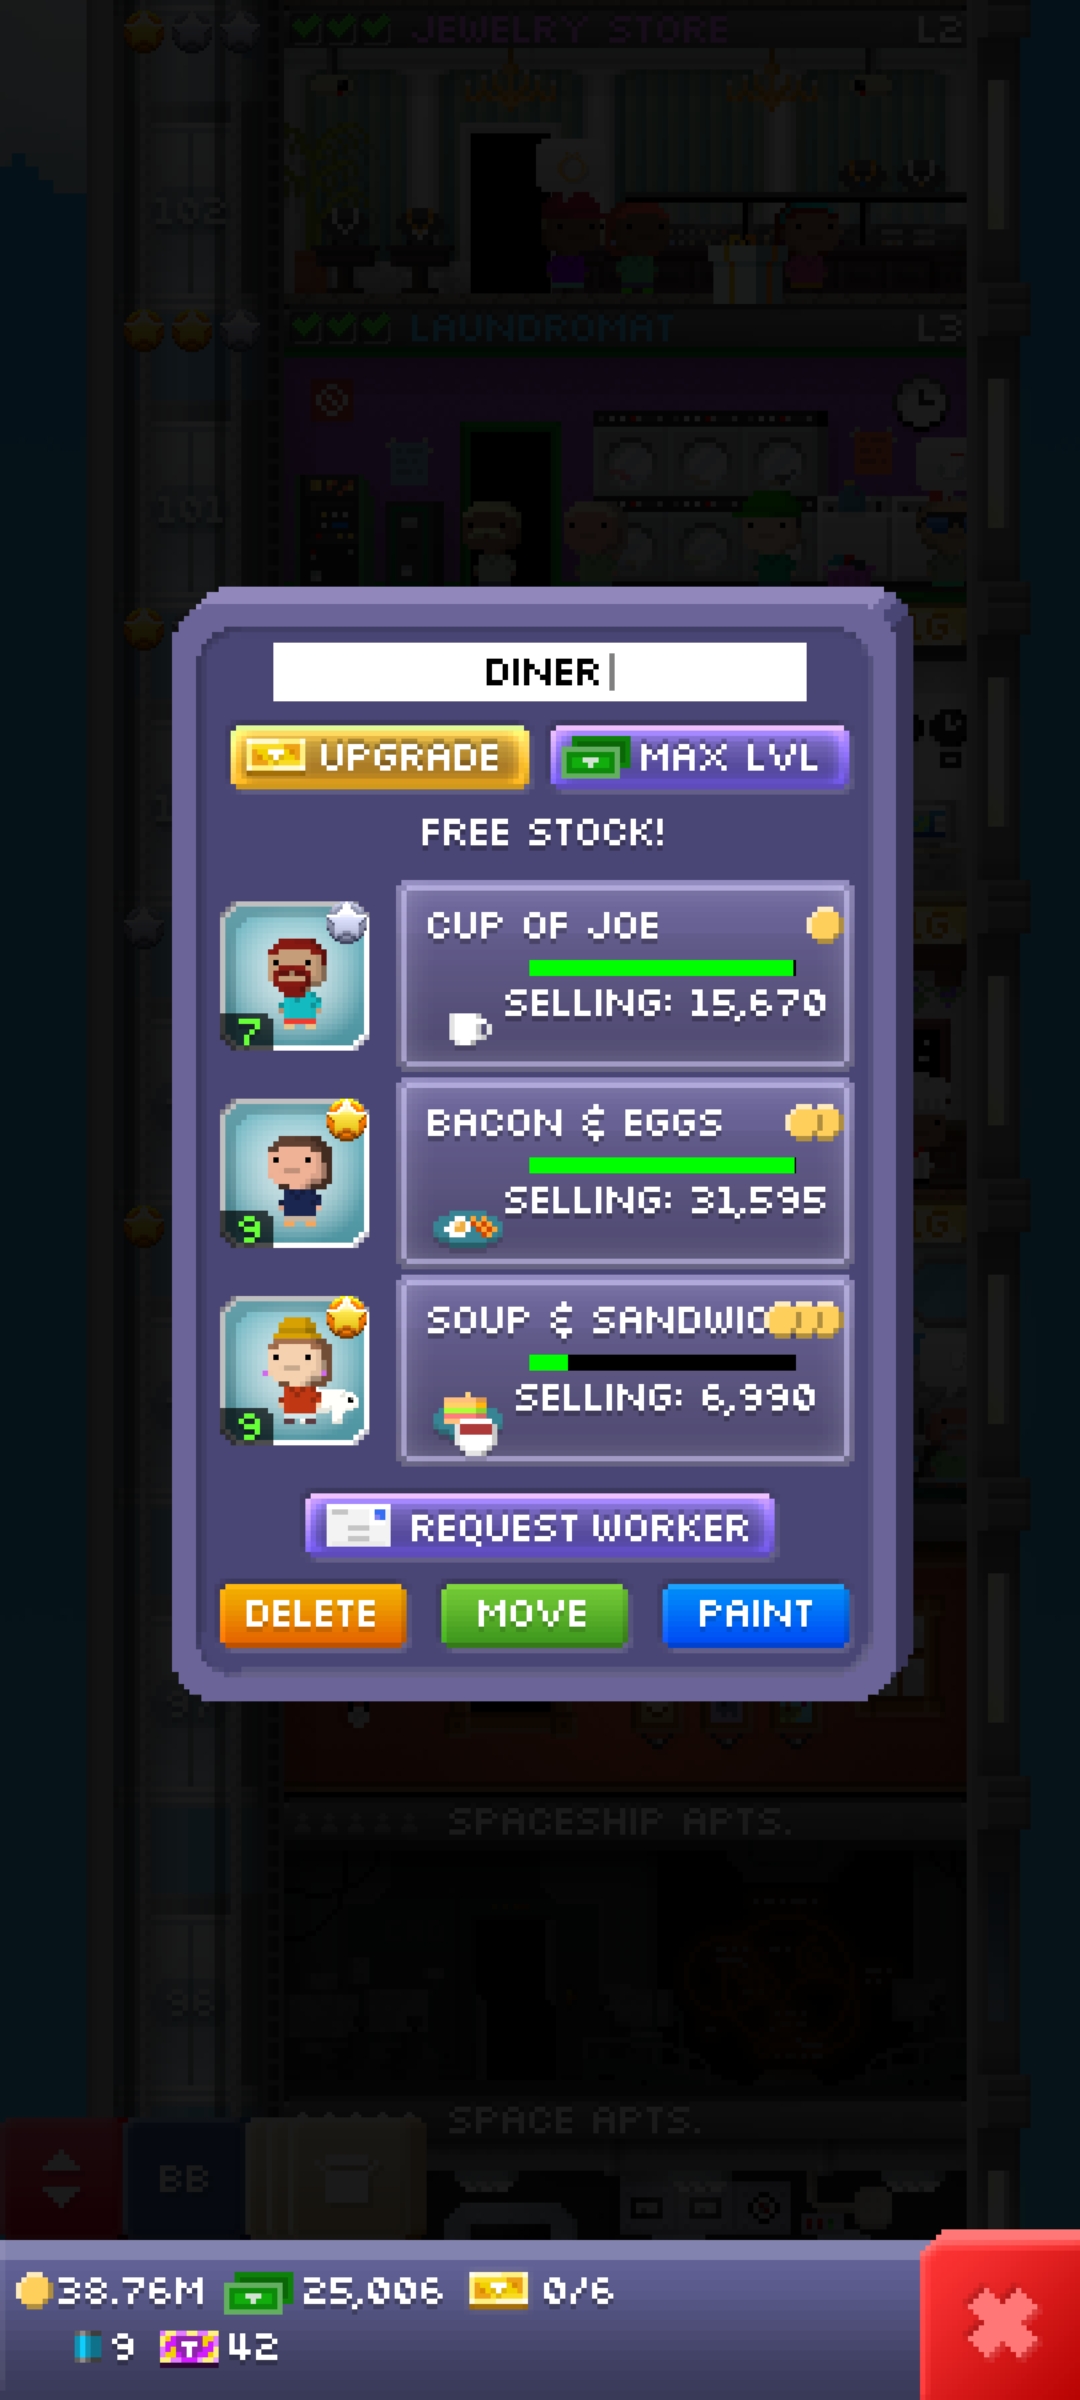 JEWELRY STORE L2
102
LAUNDROMAT L3
101
DINER
UPGRADE MAX LVL
FREE STOCK!
CUP OF JOE
SELLING: 15,670
7
BACON & EGGS
SELLING: 31,595
9
SOUP & SANDWIC
SELLING: 6,990
9
REQUEST WORKER
DELETE MOVE PAINT
97
SPACESHIP APTS.
96
SPACE APTS.
BB
38.76M 25,006 0/6
9 42